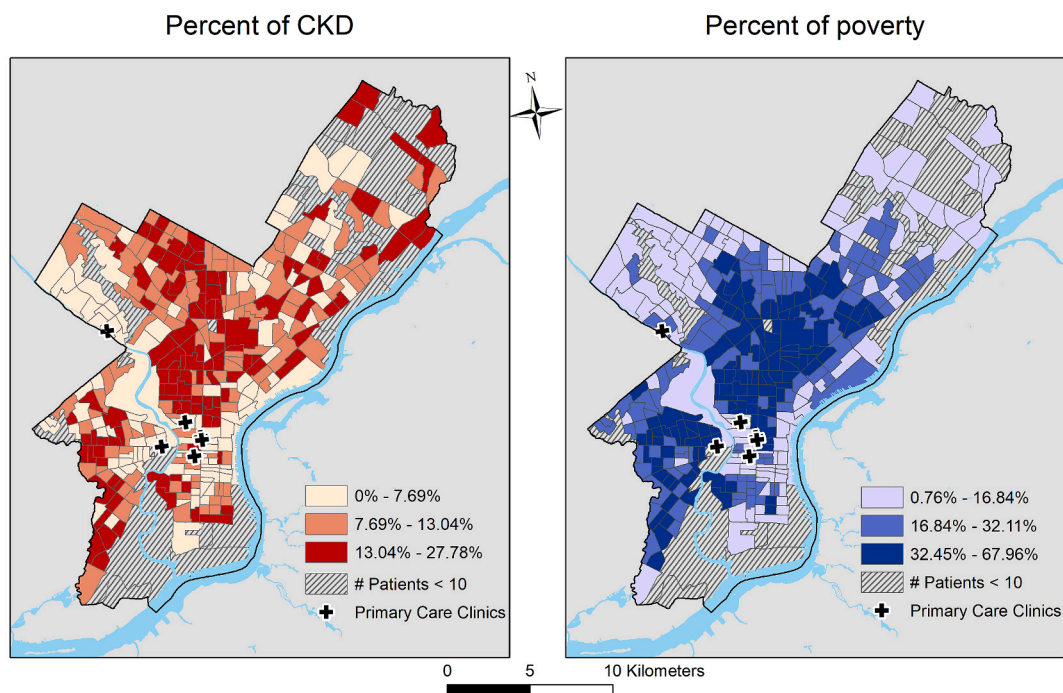 Percent of CKD
Percent of poverty
N
0% - 7.69%
7.69% - 13.04%
13.04% - 27.78%
# Patients < 10
Primary Care Clinics
0.76% - 16.84%
16.84% - 32.11%
32.45% - 67.96%
# Patients < 10
Primary Care Clinics
0 5 10 Kilometers